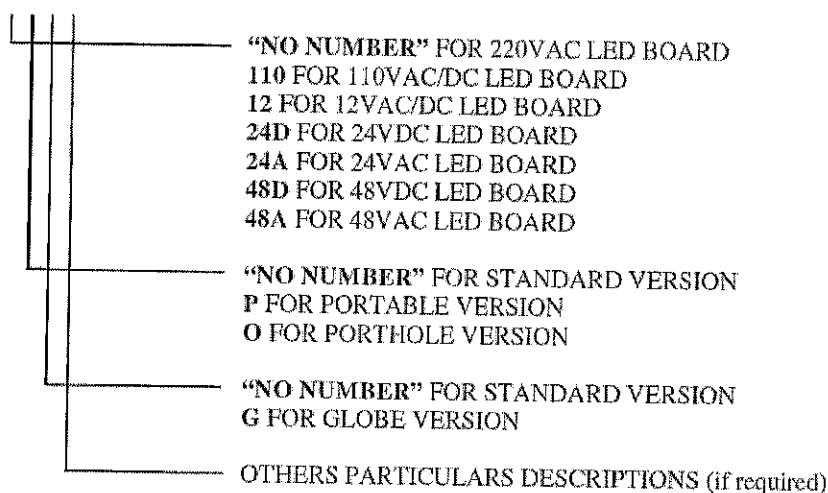 “NO NUMBER” FOR 220VAC LED BOARD
110 FOR 110VAC/DC LED BOARD
12 FOR 12VAC/DC LED BOARD
24D FOR 24VDC LED BOARD
24A FOR 24VAC LED BOARD
48D FOR 48VDC LED BOARD
48A FOR 48VAC LED BOARD
“NO NUMBER” FOR STANDARD VERSION
P FOR PORTABLE VERSION
O FOR PORTHOLE VERSION
“NO NUMBER” FOR STANDARD VERSION
G FOR GLOBE VERSION
OTHERS PARTICULARS DESCRIPTIONS (if required)